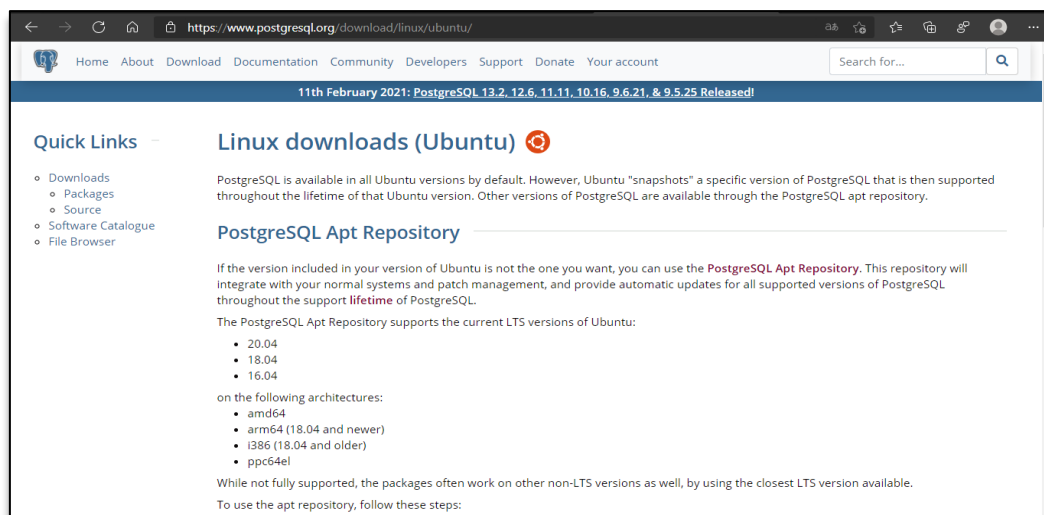 https://www.postgresql.org/download/linux/ubuntu/
Home About Download Documentation Community Developers Support Donate Your account
Search for...
11th February 2021: PostgreSQL 13.2, 12.6, 11.11, 10.16, 9.6.21, & 9.5.25 Released!
Quick Links
Downloads
Packages
Source
Software Catalogue
File Browser
Linux downloads (Ubuntu)
PostgreSQL is available in all Ubuntu versions by default. However, Ubuntu "snapshots" a specific version of PostgreSQL that is then supported
throughout the lifetime of that Ubuntu version. Other versions of PostgreSQL are available through the PostgreSQL apt repository.
PostgreSQL Apt Repository
If the version included in your version of Ubuntu is not the one you want, you can use the PostgreSQL Apt Repository. This repository will
integrate with your normal systems and patch management, and provide automatic updates for all supported versions of PostgreSQL
throughout the support lifetime of PostgreSQL.
The PostgreSQL Apt Repository supports the current LTS versions of Ubuntu:
20.04
18.04
16.04
on the following architectures:
amd64
arm64 (18.04 and newer)
i386 (18.04 and older)
ppc64el
While not fully supported, the packages often work on other non-LTS versions as well, by using the closest LTS version available.
To use the apt repository, follow these steps: